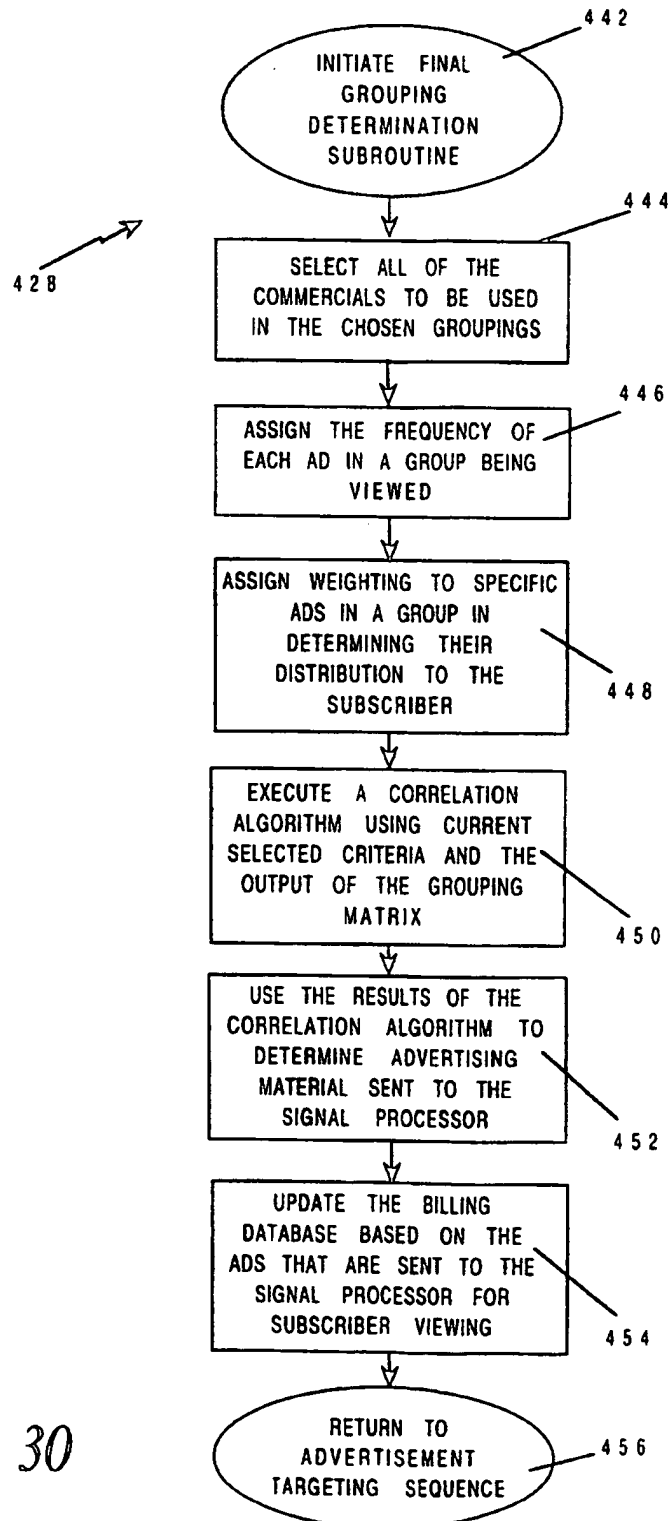 442
INITIATE FINAL
GROUPING
DETERMINATION
SUBROUTINE
428
444
SELECT ALL OF THE
COMMERCIALS TO BE USED
IN THE CHOSEN GROUPINGS
446
ASSIGN THE FREQUENCY OF
EACH AD IN A GROUP BEING
VIEWED
ASSIGN WEIGHTING TO SPECIFIC
ADS IN A GROUP IN
DETERMINING THEIR
DISTRIBUTION TO THE
SUBSCRIBER
448
EXECUTE A CORRELATION
ALGORITHM USING CURRENT
SELECTED CRITERIA AND THE
OUTPUT OF THE GROUPING
MATRIX
450
USE THE RESULTS OF THE
CORRELATION ALGORITHM TO
DETERMINE ADVERTISING
MATERIAL SENT TO THE
SIGNAL PROCESSOR
452
UPDATE THE BILLING
DATABASE BASED ON THE
ADS THAT ARE SENT TO THE
SIGNAL PROCESSOR FOR
SUBSCRIBER VIEWING
454
RETURN TO
ADVERTISEMENT
TARGETING SEQUENCE
456
30